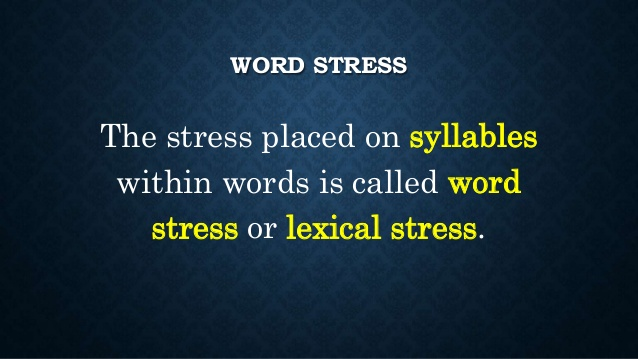 WORD STRESS
The stress placed on syllables
within words is called word
stress or lexical stress.